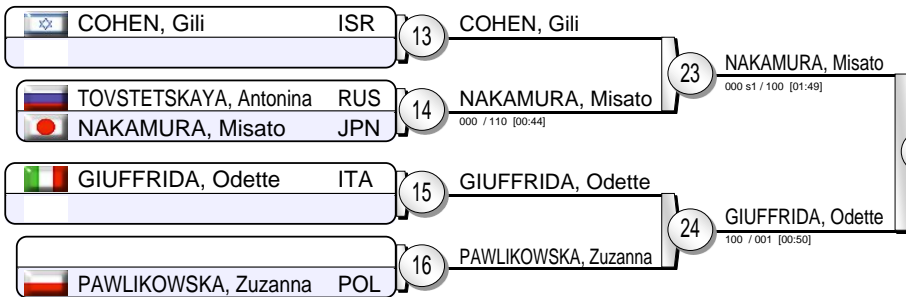 COHEN, Gili ISR
13
COHEN, Gili
23
NAKAMURA, Misato
000 s1 / 100 [01:49]
TOVSTETSKAYA, Antonina RUS
NAKAMURA, Misato JPN
14
NAKAMURA, Misato
000 / 110 [00:44]
GIUFFRIDA, Odette ITA
15
GIUFFRIDA, Odette
24
GIUFFRIDA, Odette
100 / 001 [00:50]
PAWLIKOWSKA, Zuzanna POL
16
PAWLIKOWSKA, Zuzanna